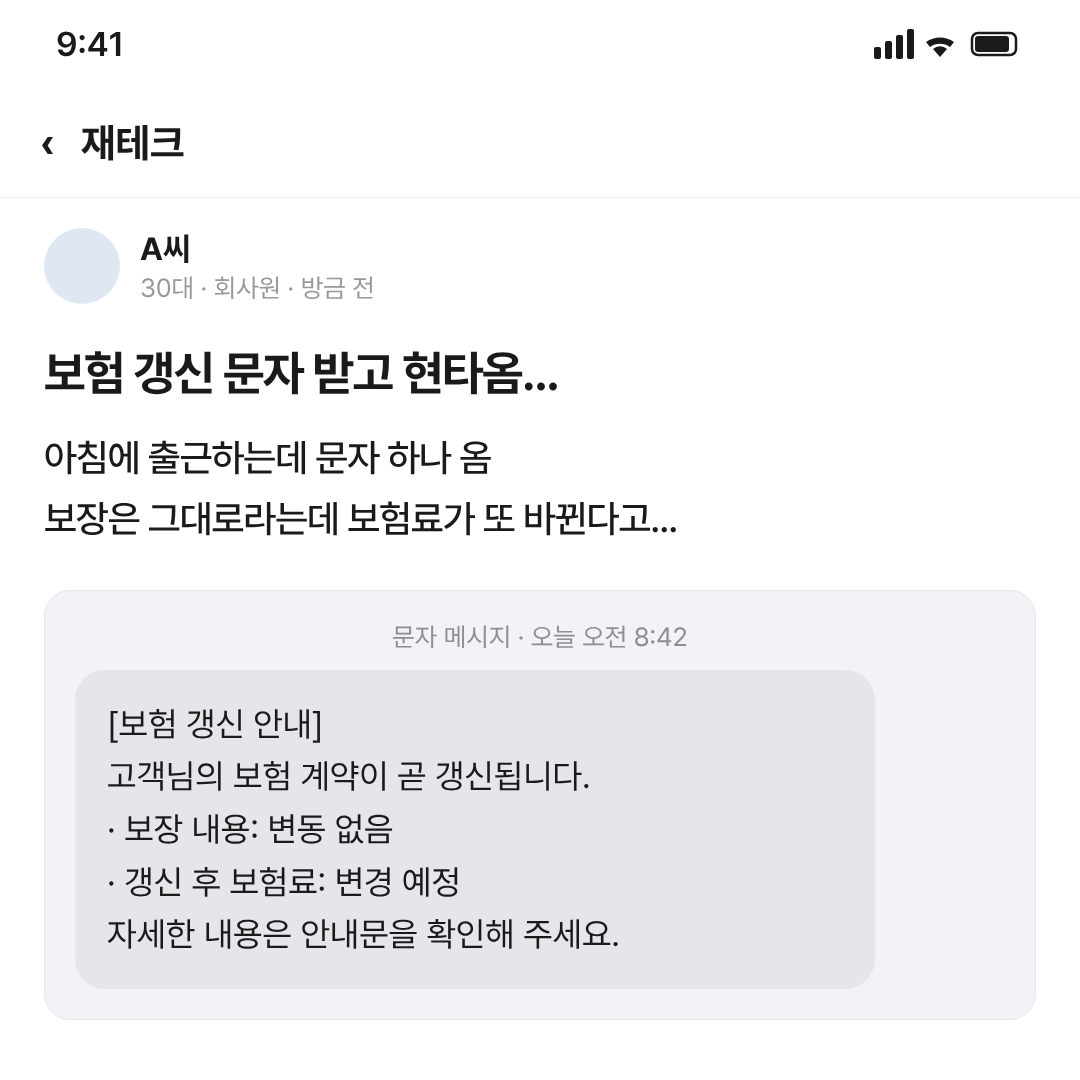 9:41
‹ 재테크
A씨
30대 · 회사원 · 방금 전
보험 갱신 문자 받고 현타옴...
아침에 출근하는데 문자 하나 옴
보장은 그대로라는데 보험료가 또 바뀐다고...
문자 메시지 · 오늘 오전 8:42
[보험 갱신 안내]
고객님의 보험 계약이 곧 갱신됩니다.
· 보장 내용: 변동 없음
· 갱신 후 보험료: 변경 예정
자세한 내용은 안내문을 확인해 주세요.